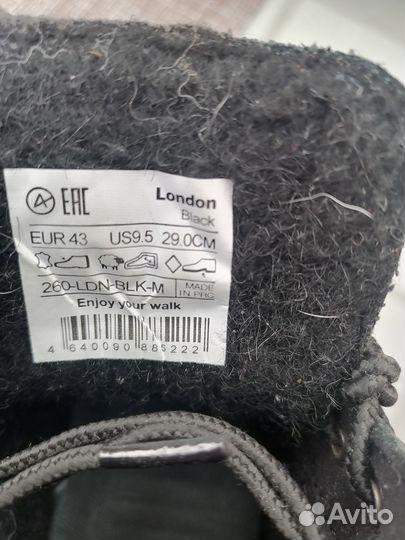 EAC London
Black
EUR 43 US9.5 29.0CM
260-LDN-BLK-M MADE IN PRC
Enjoy your walk
4 640090 885222
Avito